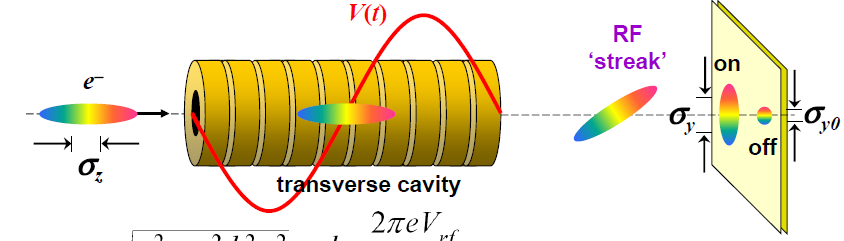 V(t)
e⁻
RF
'streak'
on
σy
σy0
off
σz
transverse cavity
2πeVrf